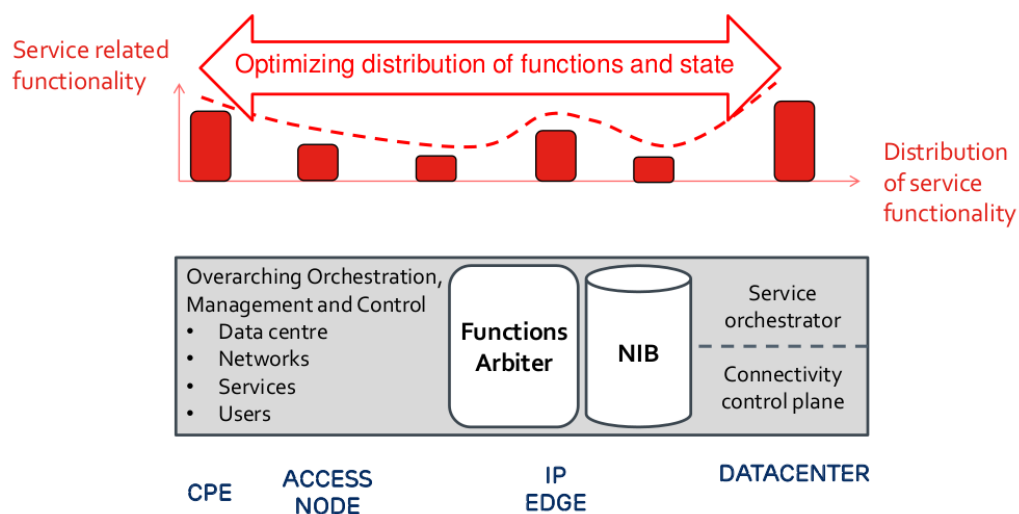 Service related
functionality
Optimizing distribution of functions and state
Distribution
of service
functionality
Overarching Orchestration,
Management and Control
• Data centre
• Networks
• Services
• Users
Functions
Arbiter
NIB
Service
orchestrator
Connectivity
control plane
CPE
ACCESS
NODE
IP
EDGE
DATACENTER